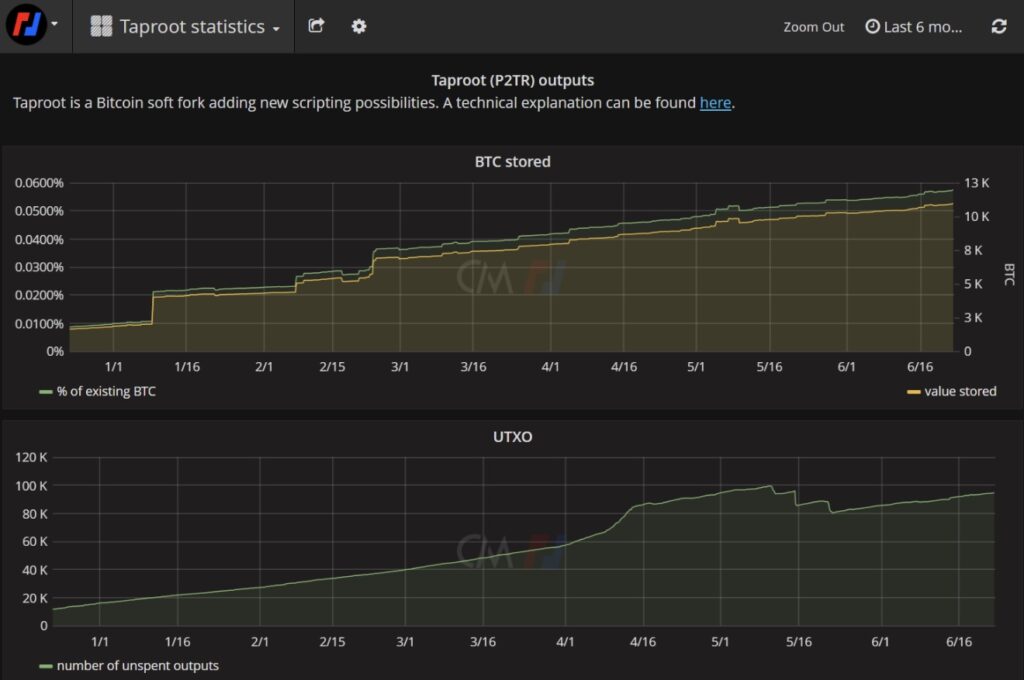 Taproot statistics
Zoom Out
Last 6 mo...
Taproot (P2TR) outputs
Taproot is a Bitcoin soft fork adding new scripting possibilities. A technical explanation can be found here.
BTC stored
0.0600%
0.0500%
0.0400%
0.0300%
0.0200%
0.0100%
0%
13 K
10 K
8 K
5 K
3 K
0
BTC
CM
1/1 1/16 2/1 2/15 3/1 3/16 4/1 4/16 5/1 5/16 6/1 6/16
% of existing BTC
value stored
UTXO
120 K
100 K
80 K
60 K
40 K
20 K
0
CM
1/1 1/16 2/1 2/15 3/1 3/16 4/1 4/16 5/1 5/16 6/1 6/16
number of unspent outputs